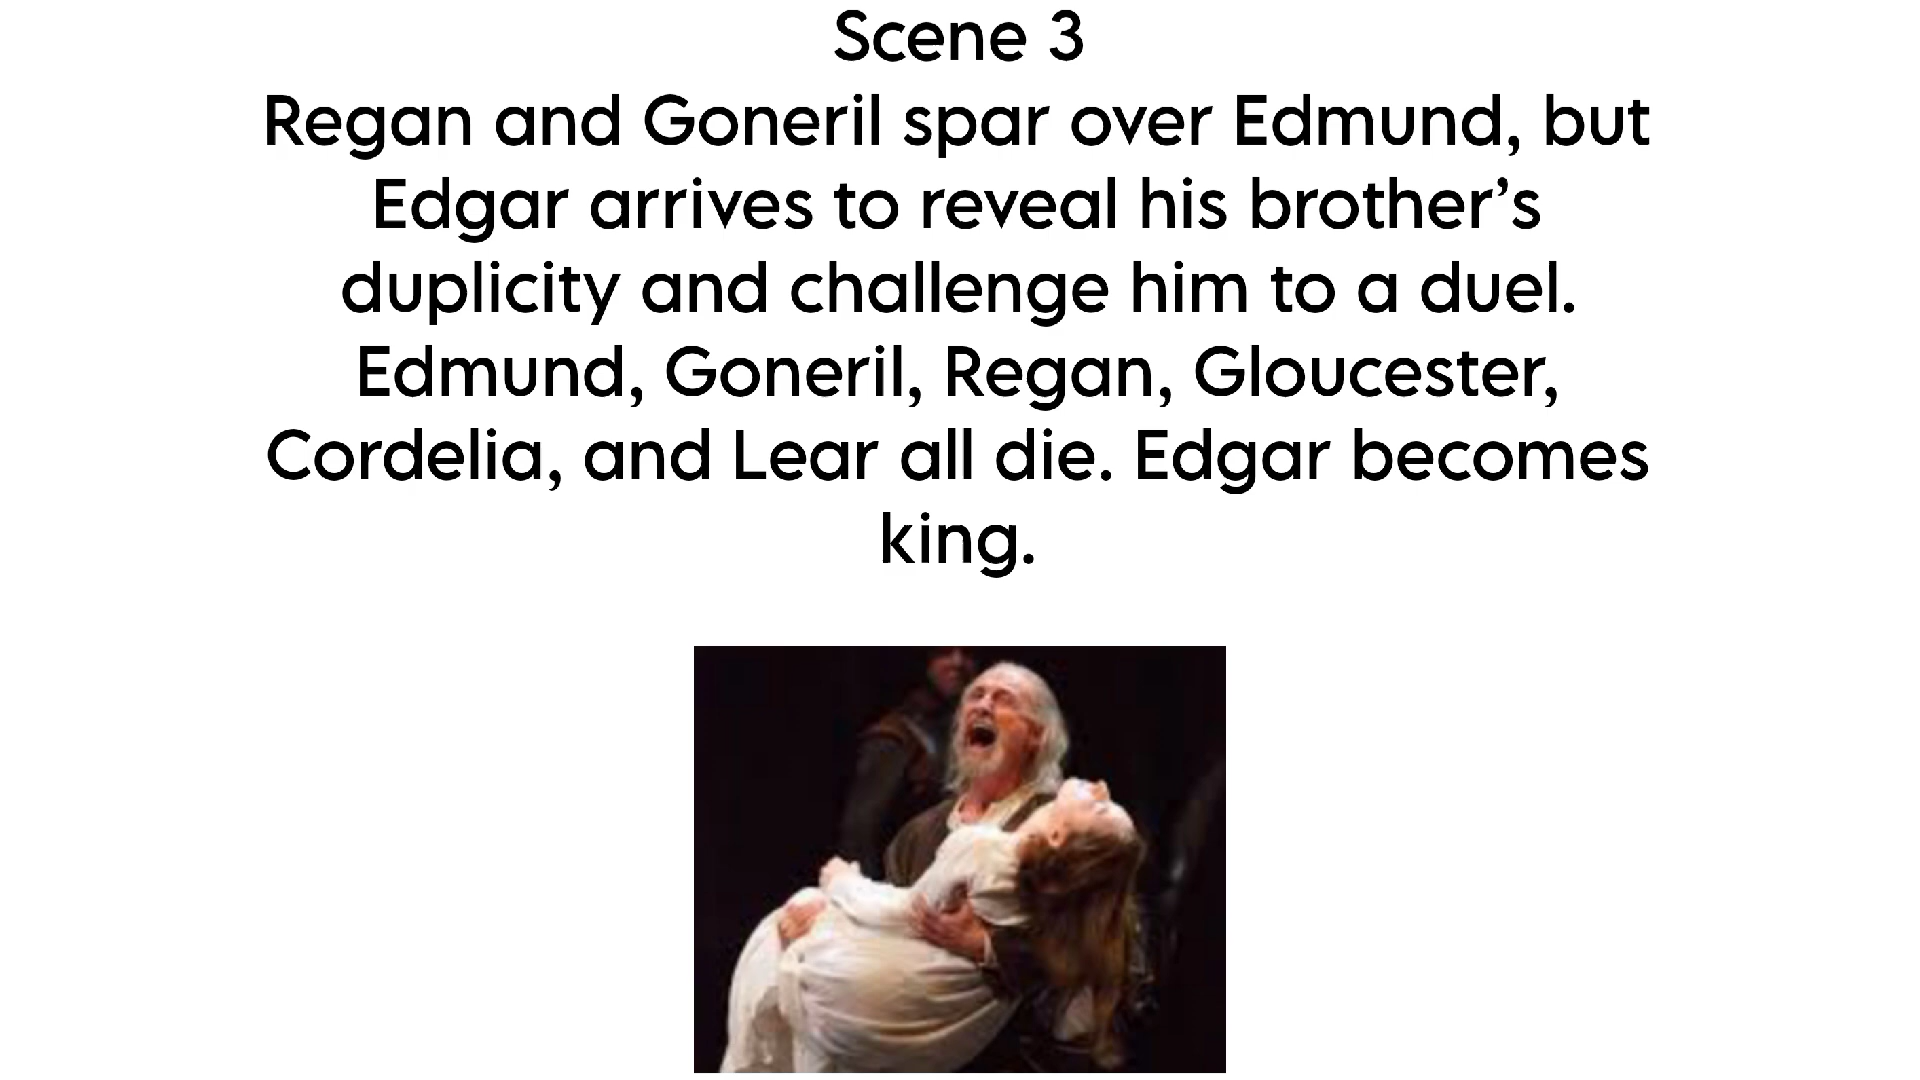 Scene 3
Regan and Goneril spar over Edmund, but
Edgar arrives to reveal his brother’s
duplicity and challenge him to a duel.
Edmund, Goneril, Regan, Gloucester,
Cordelia, and Lear all die. Edgar becomes
king.